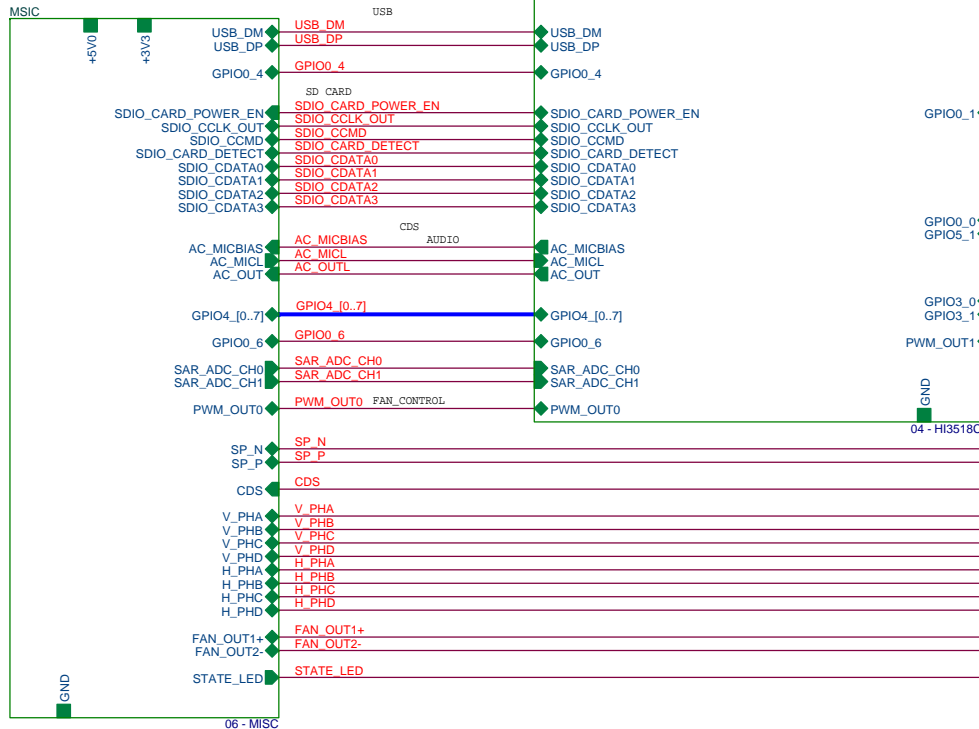 MSIC
USB
+5V0
+3V3
USB_DM USB_DM USB_DM
USB_DP USB_DP USB_DP
GPIO0_4 GPIO0_4 GPIO0_4
SD CARD
SDIO_CARD_POWER_EN SDIO_CARD_POWER_EN SDIO_CARD_POWER_EN GPIO0_1
SDIO_CCLK_OUT SDIO_CCLK_OUT SDIO_CCLK_OUT
SDIO_CCMD SDIO_CCMD SDIO_CCMD
SDIO_CARD_DETECT SDIO_CARD_DETECT SDIO_CARD_DETECT
SDIO_CDATA0 SDIO_CDATA0 SDIO_CDATA0
SDIO_CDATA1 SDIO_CDATA1 SDIO_CDATA1
SDIO_CDATA2 SDIO_CDATA2 SDIO_CDATA2
SDIO_CDATA3 SDIO_CDATA3 SDIO_CDATA3
GPIO0_0
CDS
GPIO5_1
AUDIO
AC_MICBIAS AC_MICBIAS AC_MICBIAS
AC_MICL AC_MICL AC_MICL
AC_OUT AC_OUTL AC_OUT
GPIO3_0
GPIO4_[0..7] GPIO4_[0..7] GPIO4_[0..7] GPIO3_1
GPIO0_6 GPIO0_6 GPIO0_6 PWM_OUT1
SAR_ADC_CH0 SAR_ADC_CH0 SAR_ADC_CH0
SAR_ADC_CH1 SAR_ADC_CH1 SAR_ADC_CH1
GND
PWM_OUT0 PWM_OUT0 FAN_CONTROL PWM_OUT0
04 - HI3518C
SP_N SP_N
SP_P SP_P
CDS CDS
V_PHA V_PHA
V_PHB V_PHB
V_PHC V_PHC
V_PHD V_PHD
H_PHA H_PHA
H_PHB H_PHB
H_PHC H_PHC
H_PHD H_PHD
FAN_OUT1+ FAN_OUT1+
FAN_OUT2- FAN_OUT2-
STATE_LED STATE_LED
GND
06 - MISC